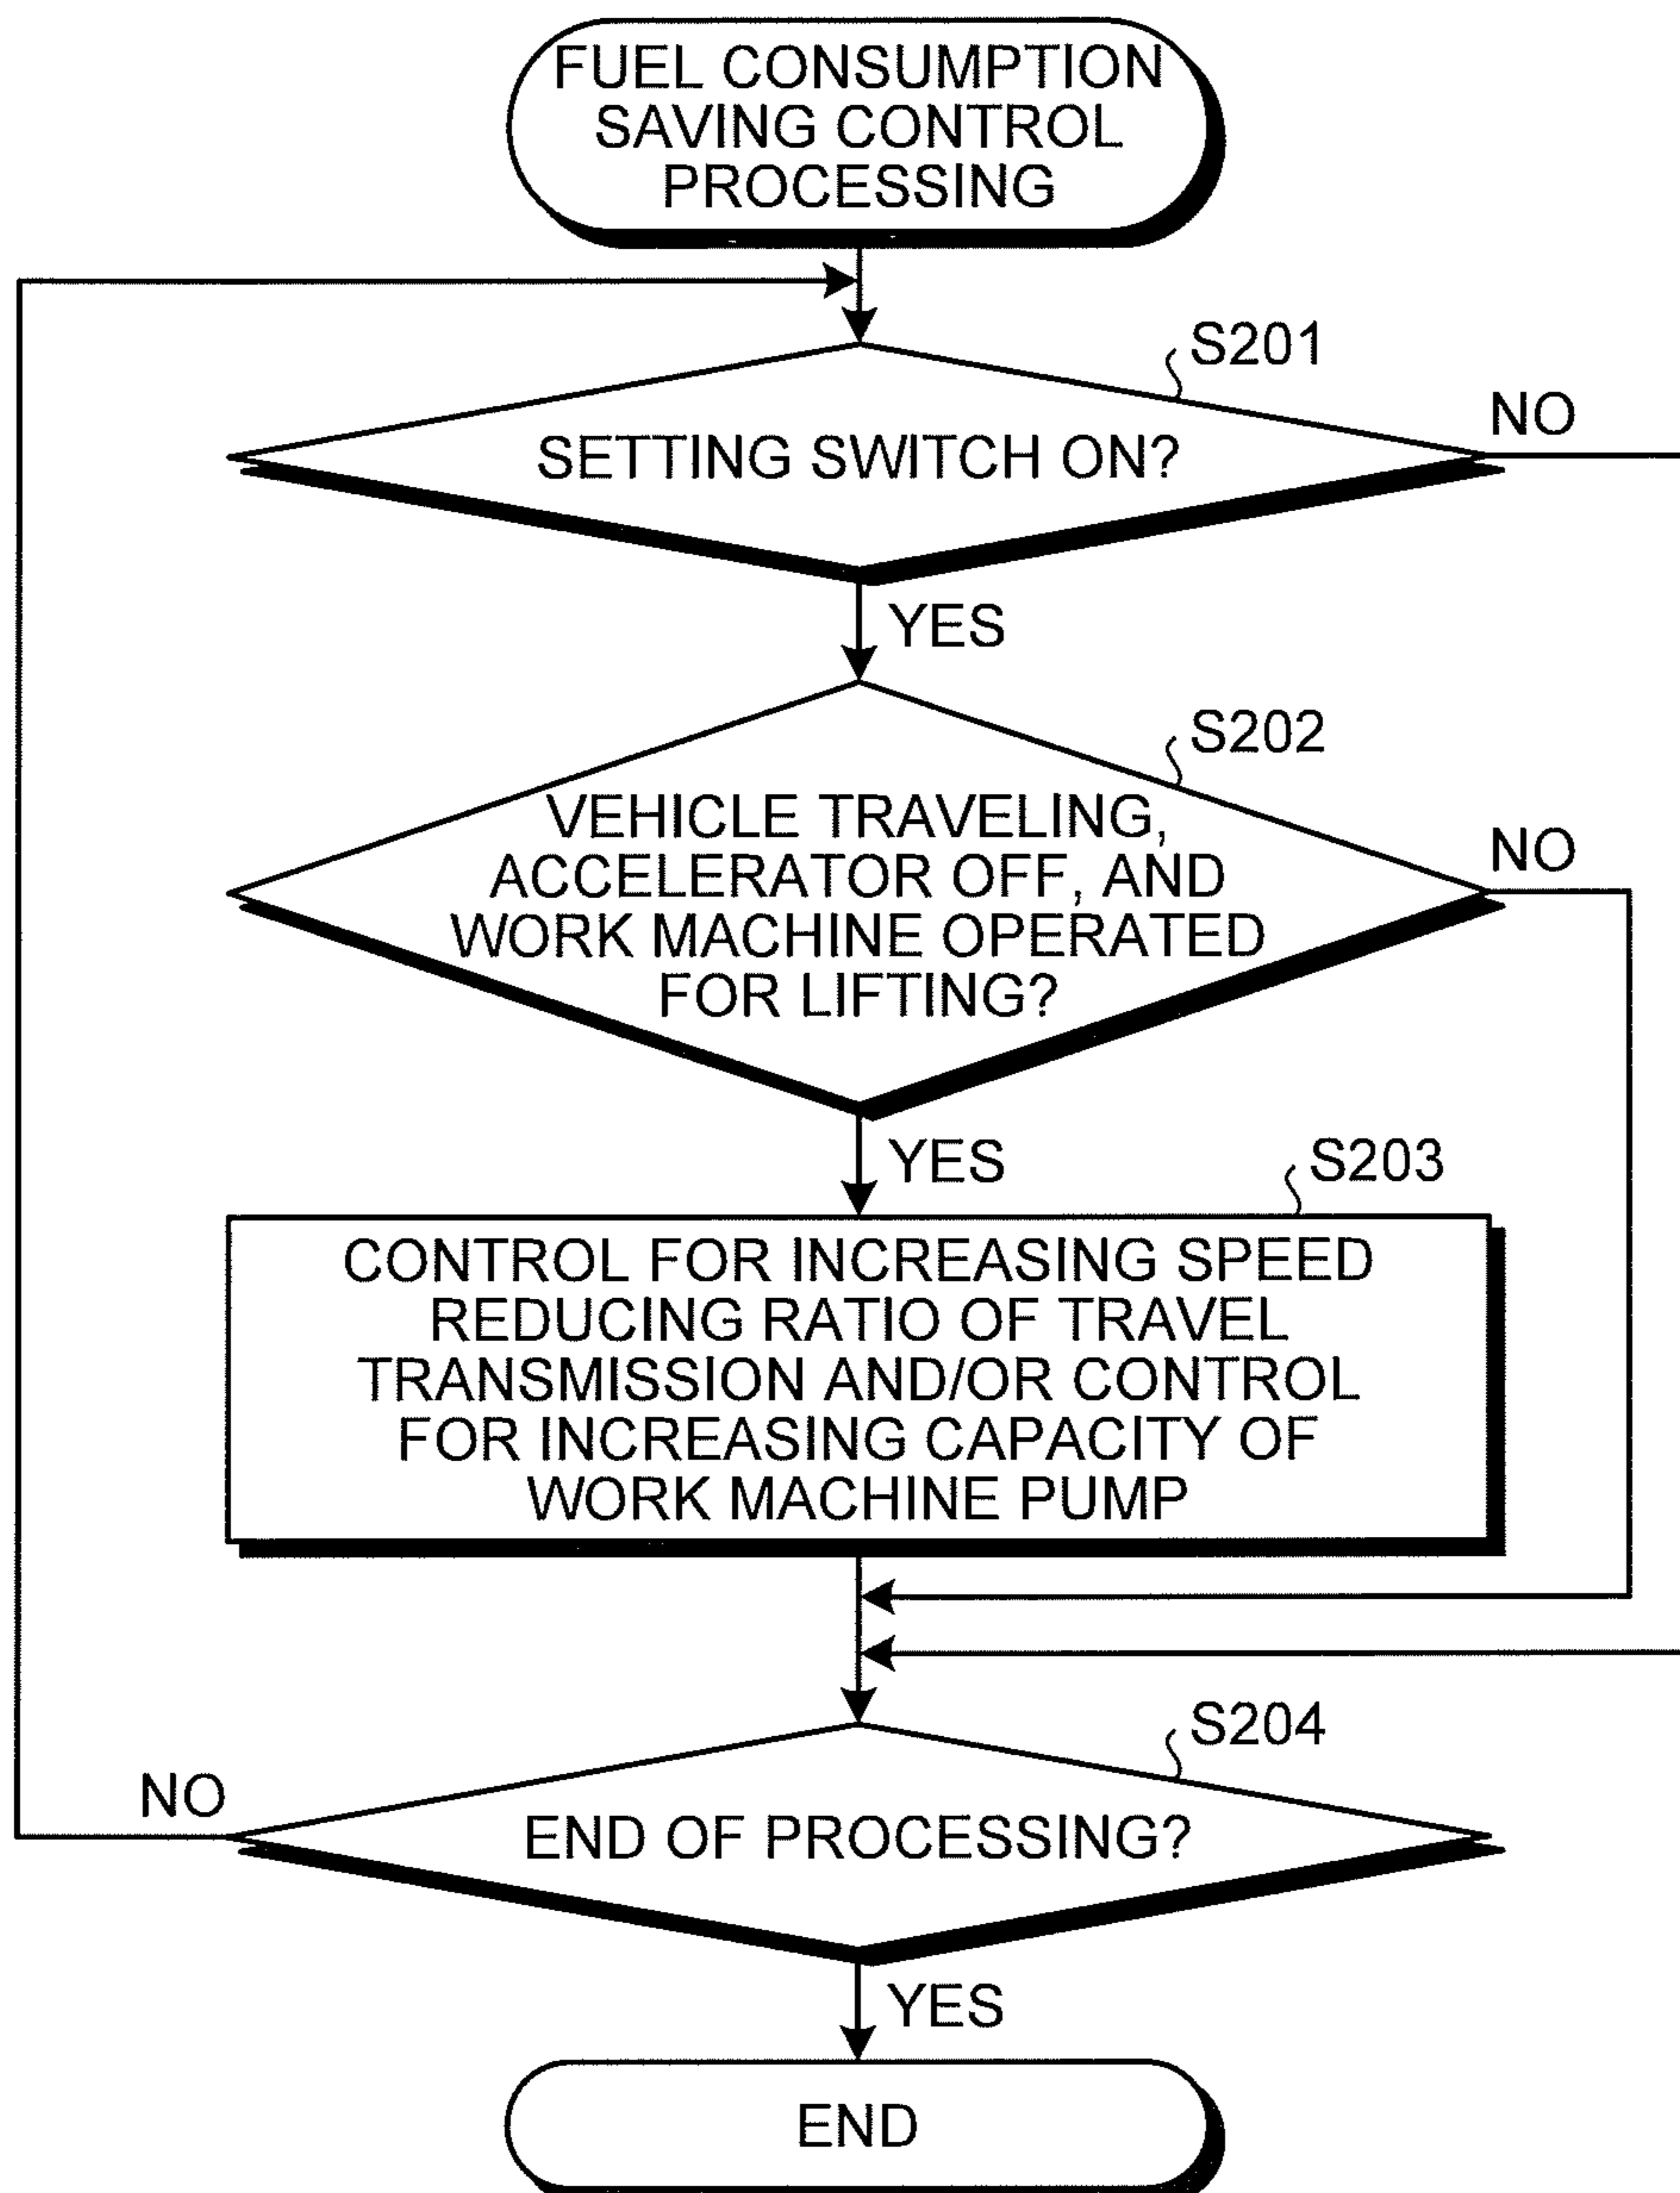 FUEL CONSUMPTION
SAVING CONTROL
PROCESSING
S201
SETTING SWITCH ON?
NO
YES
S202
VEHICLE TRAVELING,
ACCELERATOR OFF, AND
WORK MACHINE OPERATED
FOR LIFTING?
NO
YES
S203
CONTROL FOR INCREASING SPEED
REDUCING RATIO OF TRAVEL
TRANSMISSION AND/OR CONTROL
FOR INCREASING CAPACITY OF
WORK MACHINE PUMP
S204
NO
END OF PROCESSING?
YES
END